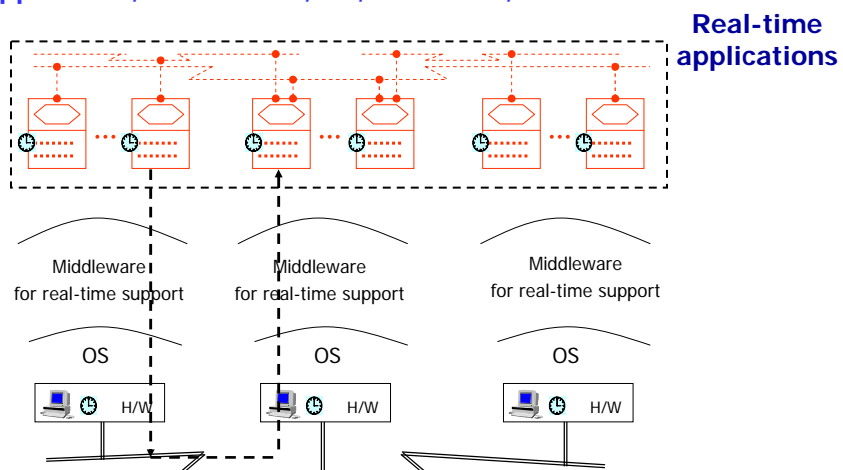 Real-time
applications
Middleware
for real-time support
Middleware
for real-time support
Middleware
for real-time support
OS
OS
OS
H/W
H/W
H/W